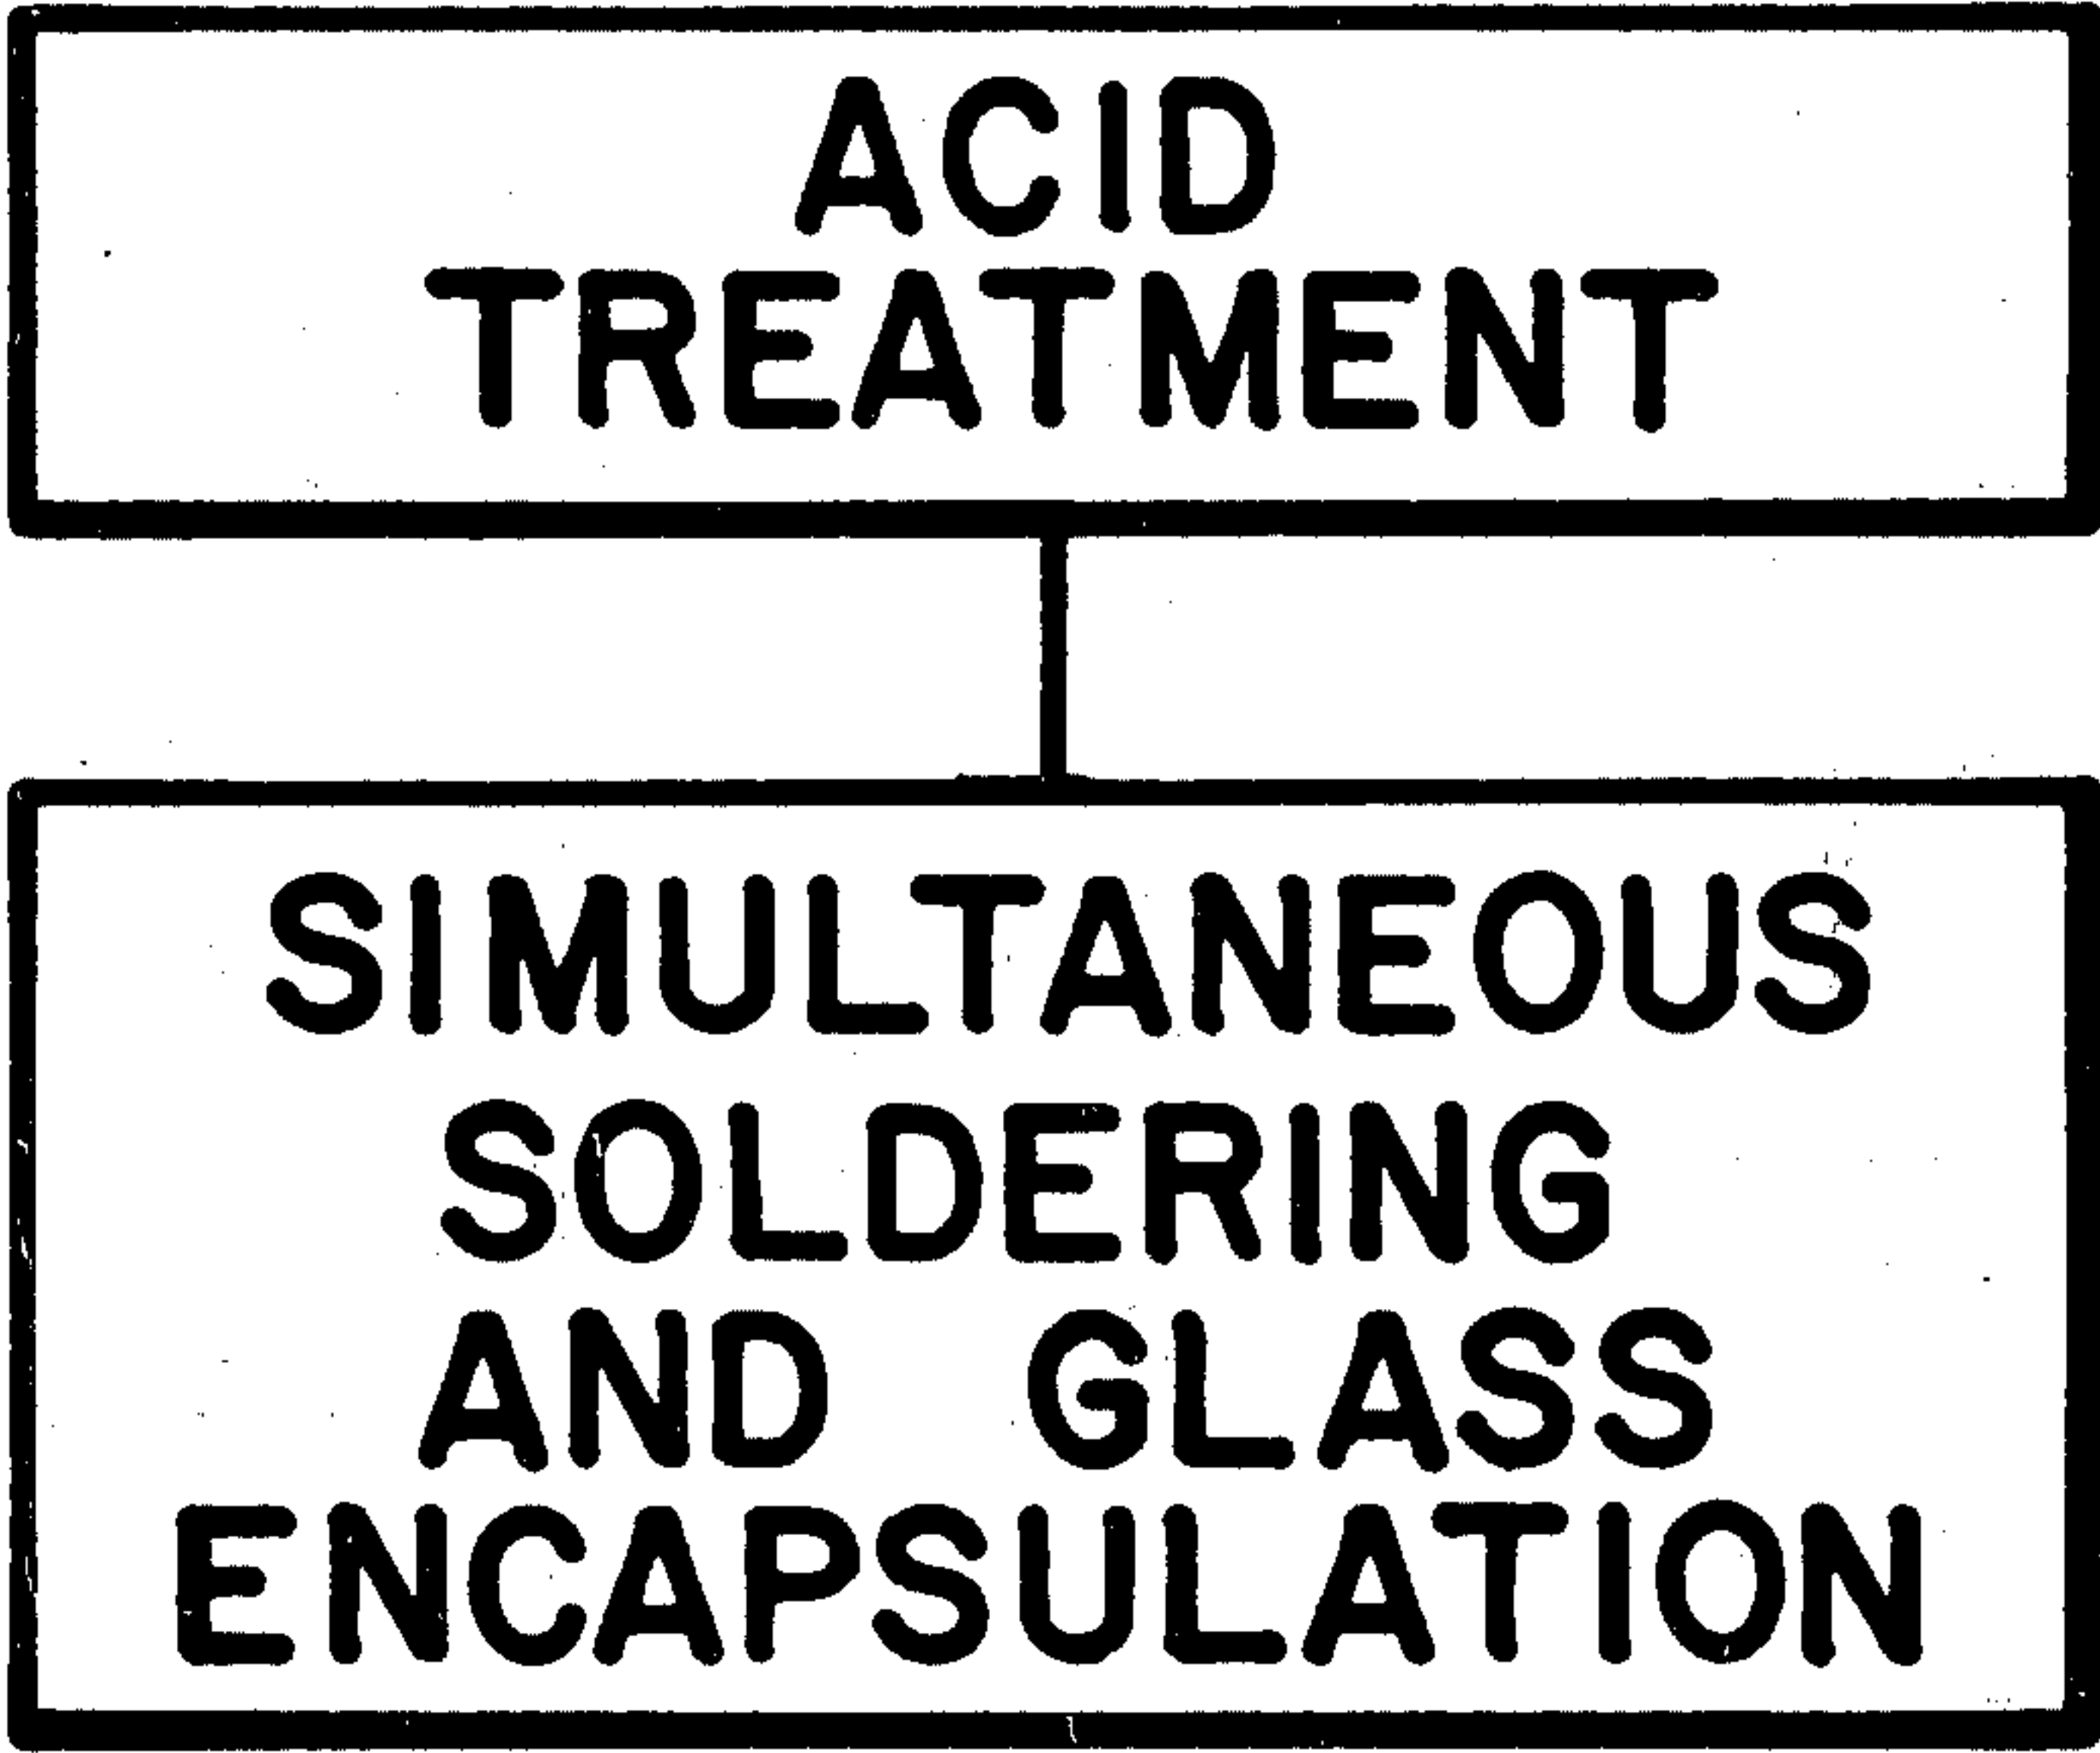 ACID
TREATMENT
SIMULTANEOUS
SOLDERING
AND GLASS
ENCAPSULATION